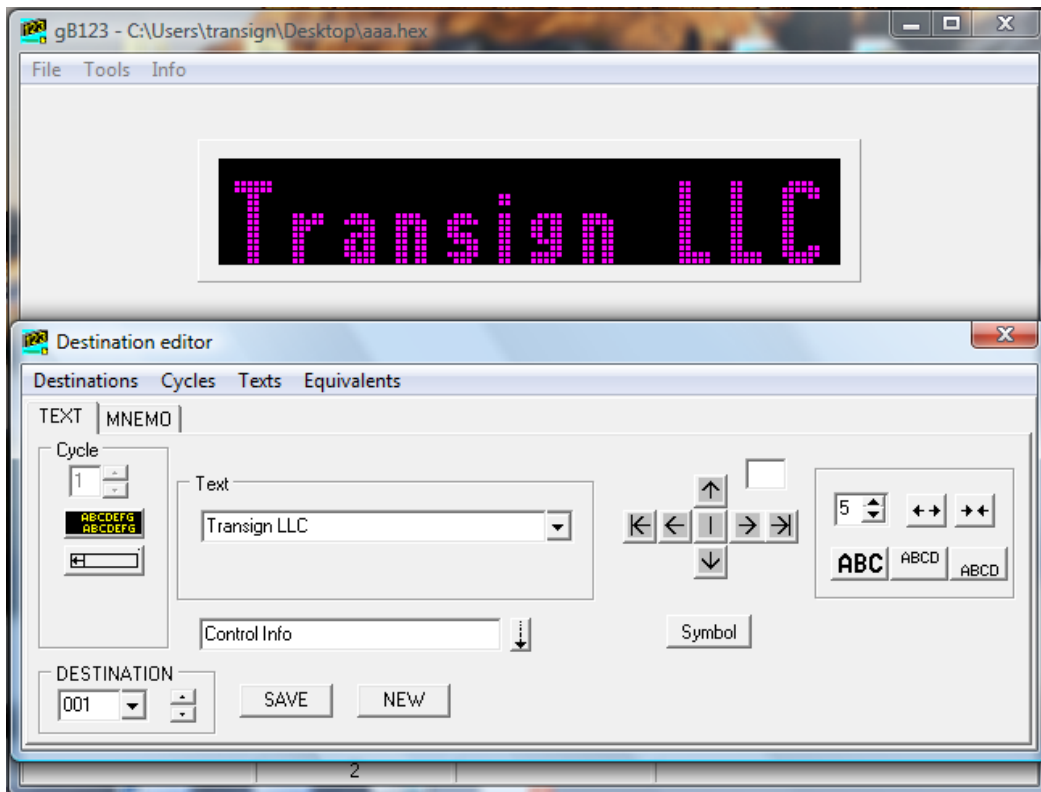 gB123 - C:\Users\transign\Desktop\aaa.hex
File Tools Info
Transign LLC
Destination editor
Destinations Cycles Texts Equivalents
TEXT MNEMO
Cycle
1
ABCDEFG
ABCDEFG
Text
Transign LLC
5
ABC ABCD ABCD
Control Info
Symbol
DESTINATION
001
SAVE NEW
2